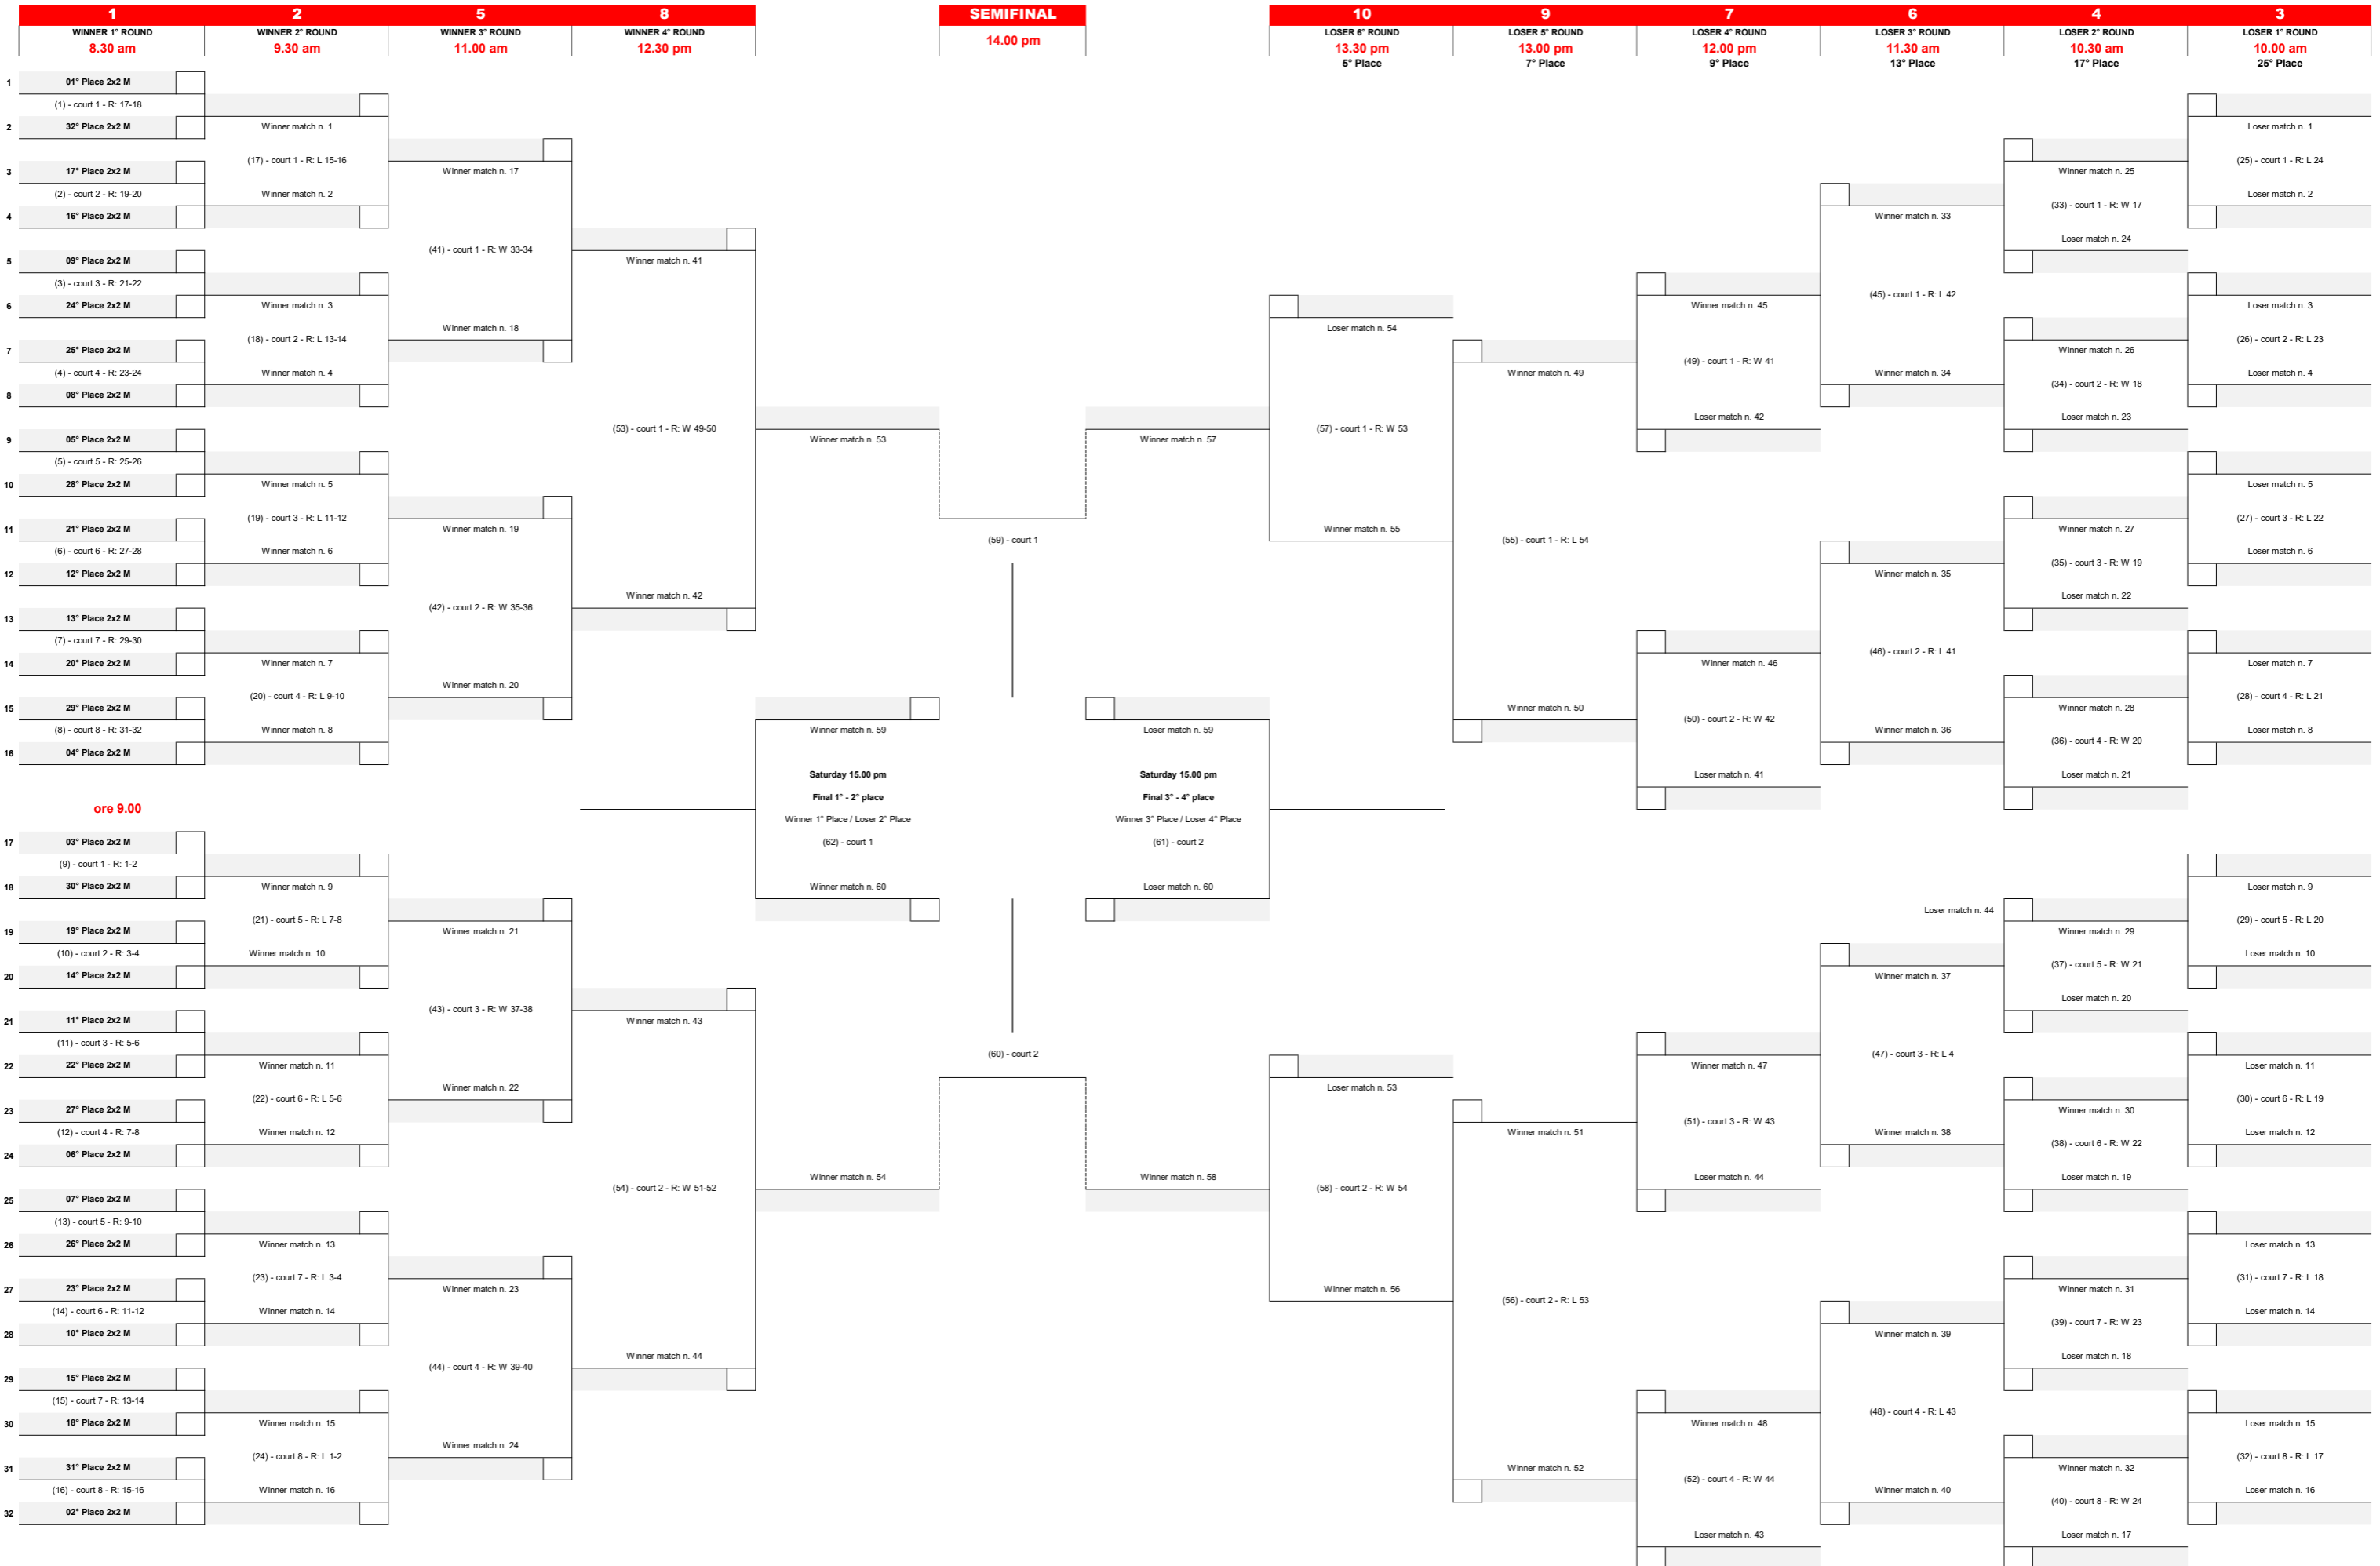 1
WINNER 1° ROUND
8.30 am
2
WINNER 2° ROUND
9.30 am
5
WINNER 3° ROUND
11.00 am
8
WINNER 4° ROUND
12.30 pm
SEMIFINAL
14.00 pm
10
LOSER 6° ROUND
13.30 pm
5° Place
9
LOSER 5° ROUND
13.00 pm
7° Place
7
LOSER 4° ROUND
12.00 pm
9° Place
6
LOSER 3° ROUND
11.30 am
13° Place
4
LOSER 2° ROUND
10.30 am
17° Place
3
LOSER 1° ROUND
10.00 am
25° Place
1 01° Place 2x2 M
(1) - court 1 - R: 17-18
2 32° Place 2x2 M
3 17° Place 2x2 M
(2) - court 2 - R: 19-20
4 16° Place 2x2 M
5 09° Place 2x2 M
(3) - court 3 - R: 21-22
6 24° Place 2x2 M
7 25° Place 2x2 M
(4) - court 4 - R: 23-24
8 08° Place 2x2 M
9 05° Place 2x2 M
(5) - court 5 - R: 25-26
10 28° Place 2x2 M
11 21° Place 2x2 M
(6) - court 6 - R: 27-28
12 12° Place 2x2 M
13 13° Place 2x2 M
(7) - court 7 - R: 29-30
14 20° Place 2x2 M
15 29° Place 2x2 M
(8) - court 8 - R: 31-32
16 04° Place 2x2 M
ore 9.00
17 03° Place 2x2 M
(9) - court 1 - R: 1-2
18 30° Place 2x2 M
19 19° Place 2x2 M
(10) - court 2 - R: 3-4
20 14° Place 2x2 M
21 11° Place 2x2 M
(11) - court 3 - R: 5-6
22 22° Place 2x2 M
23 27° Place 2x2 M
(12) - court 4 - R: 7-8
24 06° Place 2x2 M
25 07° Place 2x2 M
(13) - court 5 - R: 9-10
26 26° Place 2x2 M
27 23° Place 2x2 M
(14) - court 6 - R: 11-12
28 10° Place 2x2 M
29 15° Place 2x2 M
(15) - court 7 - R: 13-14
30 18° Place 2x2 M
31 31° Place 2x2 M
(16) - court 8 - R: 15-16
32 02° Place 2x2 M
Winner match n. 1
(17) - court 1 - R: L 15-16
Winner match n. 2
Winner match n. 3
(18) - court 2 - R: L 13-14
Winner match n. 4
Winner match n. 5
(19) - court 3 - R: L 11-12
Winner match n. 6
Winner match n. 7
(20) - court 4 - R: L 9-10
Winner match n. 8
Winner match n. 9
(21) - court 5 - R: L 7-8
Winner match n. 10
Winner match n. 11
(22) - court 6 - R: L 5-6
Winner match n. 12
Winner match n. 13
(23) - court 7 - R: L 3-4
Winner match n. 14
Winner match n. 15
(24) - court 8 - R: L 1-2
Winner match n. 16
Winner match n. 17
(41) - court 1 - R: W 33-34
Winner match n. 18
Winner match n. 19
(42) - court 2 - R: W 35-36
Winner match n. 20
Winner match n. 21
(43) - court 3 - R: W 37-38
Winner match n. 22
Winner match n. 23
(44) - court 4 - R: W 39-40
Winner match n. 24
Winner match n. 41
(53) - court 1 - R: W 49-50
Winner match n. 42
Winner match n. 43
(54) - court 2 - R: W 51-52
Winner match n. 44
Winner match n. 53
Winner match n. 59
Saturday 15.00 pm
Final 1° - 2° place
Winner 1° Place / Loser 2° Place
(62) - court 1
Winner match n. 60
Winner match n. 54
(59) - court 1
(60) - court 2
Winner match n. 57
Loser match n. 59
Saturday 15.00 pm
Final 3° - 4° place
Winner 3° Place / Loser 4° Place
(61) - court 2
Loser match n. 60
Winner match n. 58
Loser match n. 54
(57) - court 1 - R: W 53
Winner match n. 55
Loser match n. 53
(58) - court 2 - R: W 54
Winner match n. 56
Winner match n. 49
(55) - court 1 - R: L 54
Winner match n. 50
Winner match n. 51
(56) - court 2 - R: L 53
Winner match n. 52
Winner match n. 45
(49) - court 1 - R: W 41
Loser match n. 42
Winner match n. 46
(50) - court 2 - R: W 42
Loser match n. 41
Winner match n. 47
(51) - court 3 - R: W 43
Loser match n. 44
Winner match n. 48
(52) - court 4 - R: W 44
Loser match n. 43
Winner match n. 33
(45) - court 1 - R: L 42
Winner match n. 34
Winner match n. 35
(46) - court 2 - R: L 41
Winner match n. 36
Loser match n. 44
Winner match n. 37
(47) - court 3 - R: L 4
Winner match n. 38
Winner match n. 39
(48) - court 4 - R: L 43
Winner match n. 40
Winner match n. 25
(33) - court 1 - R: W 17
Loser match n. 24
Winner match n. 26
(34) - court 2 - R: W 18
Loser match n. 23
Winner match n. 27
(35) - court 3 - R: W 19
Loser match n. 22
Winner match n. 28
(36) - court 4 - R: W 20
Loser match n. 21
Winner match n. 29
(37) - court 5 - R: W 21
Loser match n. 20
Winner match n. 30
(38) - court 6 - R: W 22
Loser match n. 19
Winner match n. 31
(39) - court 7 - R: W 23
Loser match n. 18
Winner match n. 32
(40) - court 8 - R: W 24
Loser match n. 17
Loser match n. 1
(25) - court 1 - R: L 24
Loser match n. 2
Loser match n. 3
(26) - court 2 - R: L 23
Loser match n. 4
Loser match n. 5
(27) - court 3 - R: L 22
Loser match n. 6
Loser match n. 7
(28) - court 4 - R: L 21
Loser match n. 8
Loser match n. 9
(29) - court 5 - R: L 20
Loser match n. 10
Loser match n. 11
(30) - court 6 - R: L 19
Loser match n. 12
Loser match n. 13
(31) - court 7 - R: L 18
Loser match n. 14
Loser match n. 15
(32) - court 8 - R: L 17
Loser match n. 16